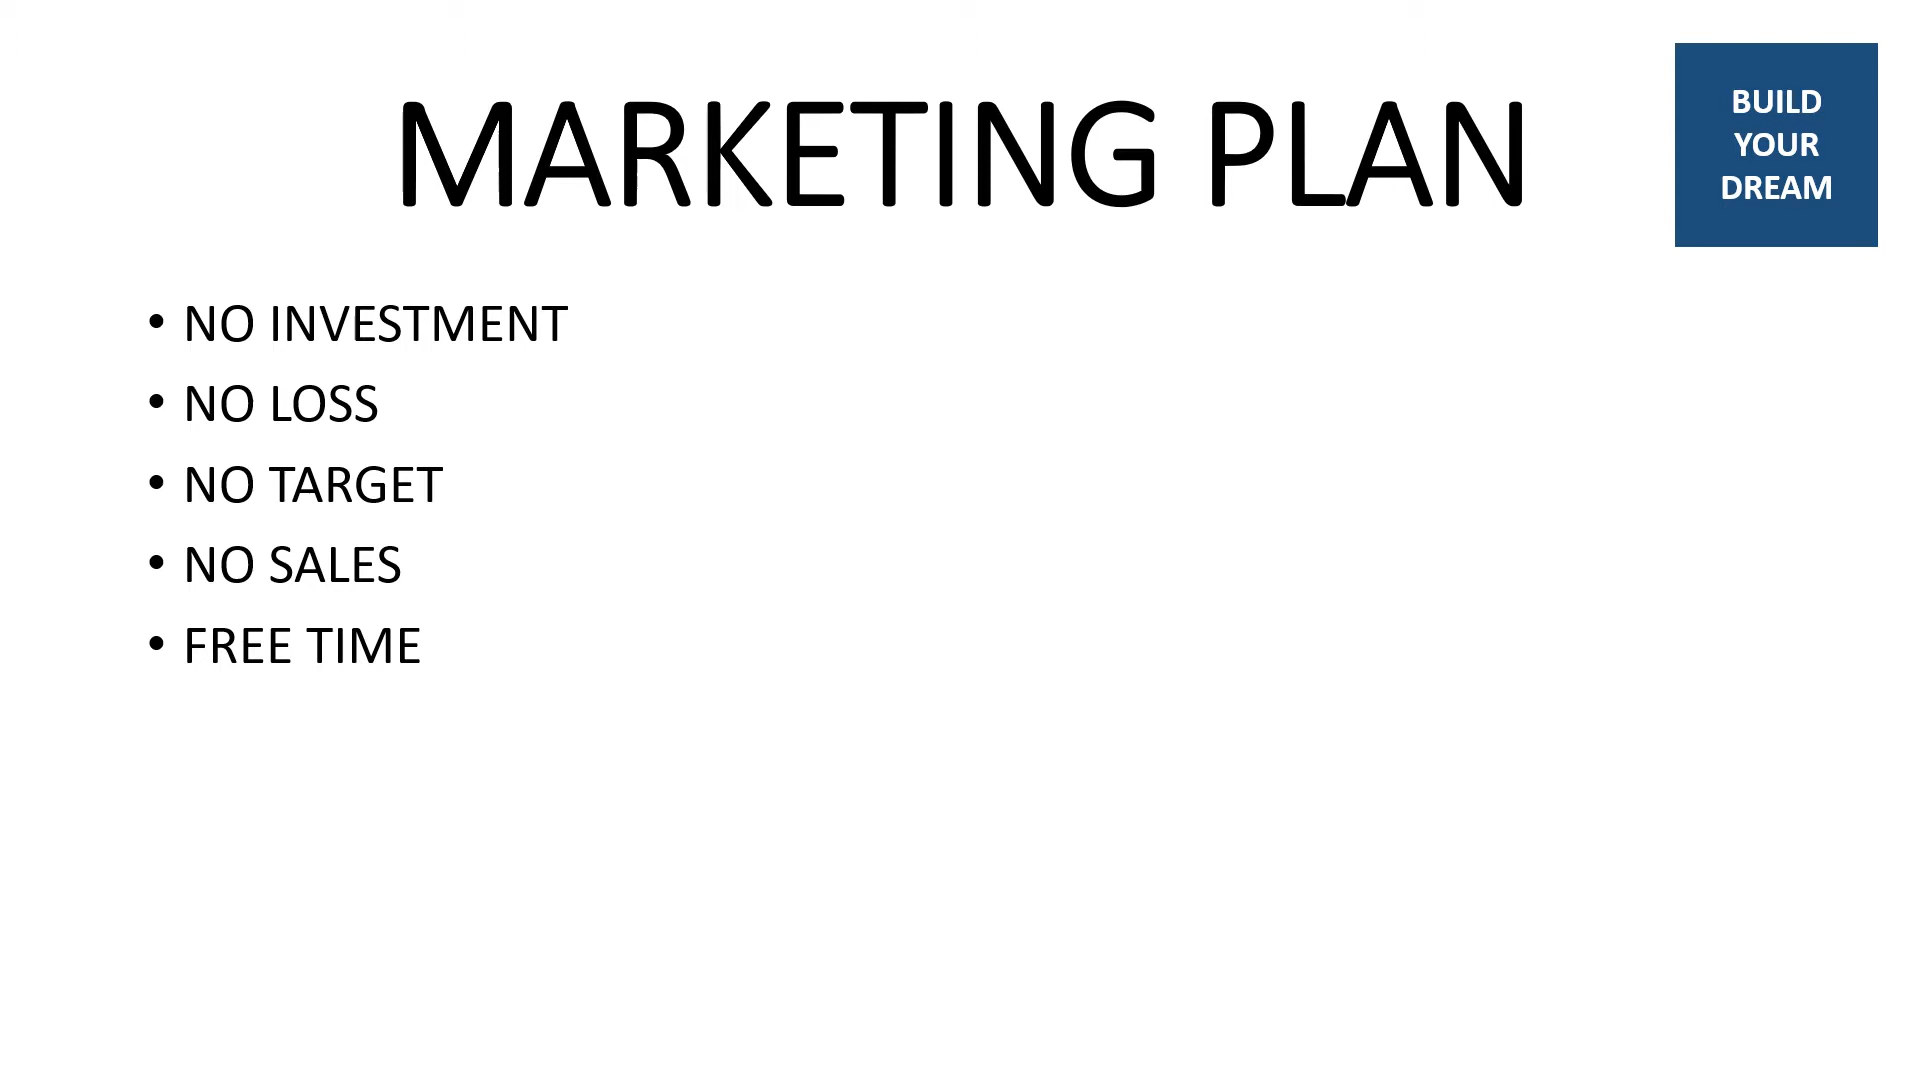 MARKETING PLAN
BUILD
YOUR
DREAM
• NO INVESTMENT
• NO LOSS
• NO TARGET
• NO SALES
• FREE TIME